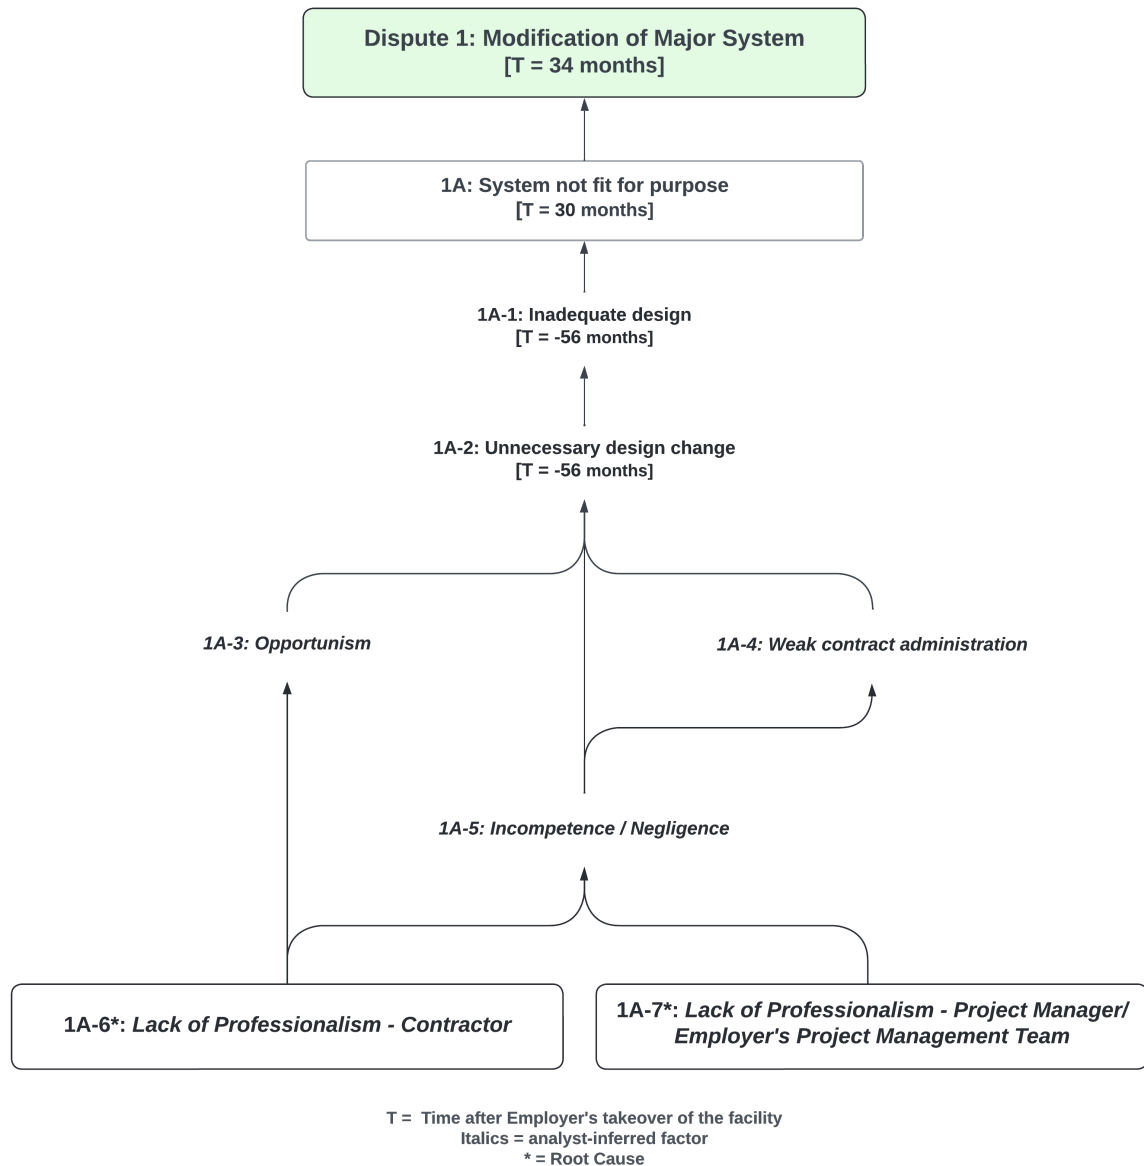 Dispute 1: Modification of Major System
[T = 34 months]
1A: System not fit for purpose
[T = 30 months]
1A-1: Inadequate design
[T = -56 months]
1A-2: Unnecessary design change
[T = -56 months]
1A-3: Opportunism
1A-4: Weak contract administration
1A-5: Incompetence / Negligence
1A-6*: Lack of Professionalism - Contractor
1A-7*: Lack of Professionalism - Project Manager/
Employer's Project Management Team
T =  Time after Employer's takeover of the facility
Italics = analyst-inferred factor
* = Root Cause